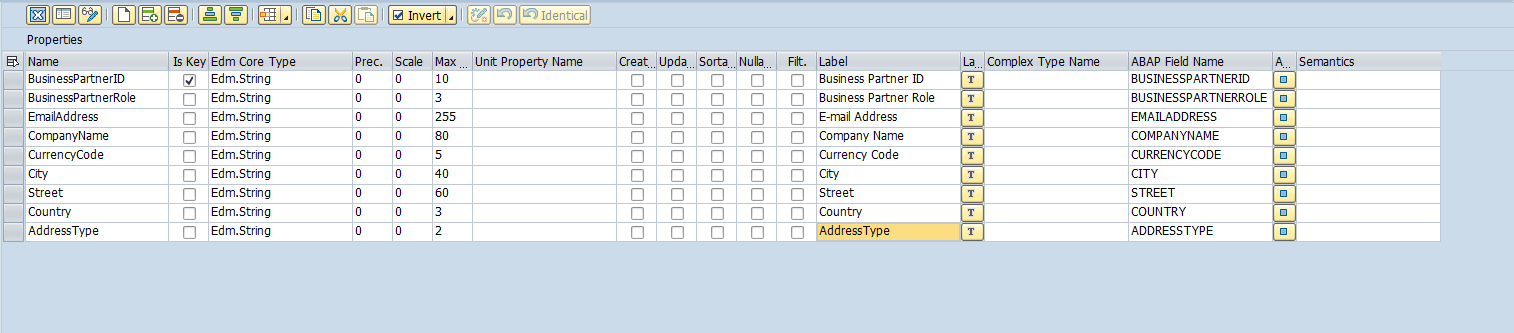 Invert Identical
Properties
Name Is Key Edm Core Type Prec. Scale Max ... Unit Property Name Creat... Upda... Sorta... Nulla... Filt. Label La... Complex Type Name ABAP Field Name A... Semantics
BusinessPartnerID Edm.String 0 0 10 Business Partner ID T BUSINESSPARTNERID
BusinessPartnerRole Edm.String 0 0 3 Business Partner Role T BUSINESSPARTNERROLE
EmailAddress Edm.String 0 0 255 E-mail Address T EMAILADDRESS
CompanyName Edm.String 0 0 80 Company Name T COMPANYNAME
CurrencyCode Edm.String 0 0 5 Currency Code T CURRENCYCODE
City Edm.String 0 0 40 City T CITY
Street Edm.String 0 0 60 Street T STREET
Country Edm.String 0 0 3 Country T COUNTRY
AddressType Edm.String 0 0 2 AddressType T ADDRESSTYPE